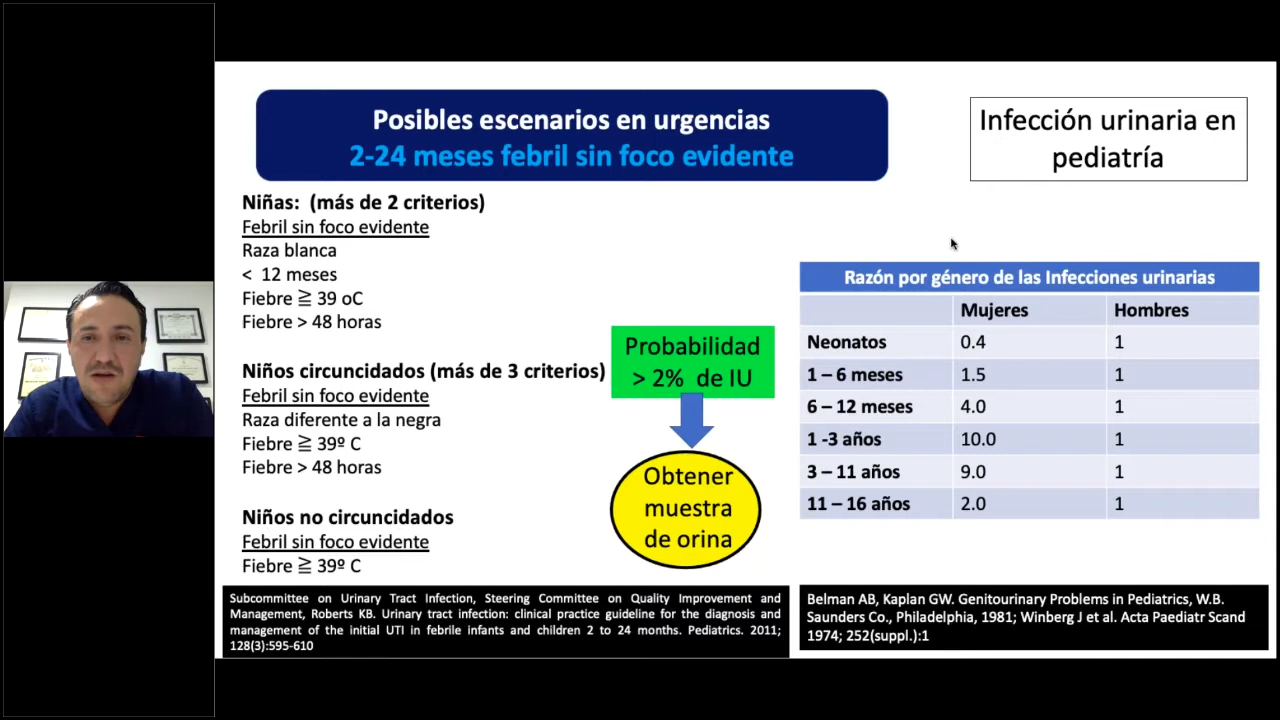 Posibles escenarios en urgencias
2-24 meses febril sin foco evidente
Infección urinaria en
pediatría
Niñas: (más de 2 criterios)
Febril sin foco evidente
Raza blanca
< 12 meses
Fiebre ≧ 39 oC
Fiebre > 48 horas
Niños circuncidados (más de 3 criterios)
Febril sin foco evidente
Raza diferente a la negra
Fiebre ≧ 39º C
Fiebre > 48 horas
Niños no circuncidados
Febril sin foco evidente
Fiebre ≧ 39º C
Probabilidad
> 2% de IU
Obtener
muestra
de orina
Razón por género de las Infecciones urinarias
Mujeres Hombres
Neonatos 0.4 1
1 – 6 meses 1.5 1
6 – 12 meses 4.0 1
1 -3 años 10.0 1
3 – 11 años 9.0 1
11 – 16 años 2.0 1
Subcommittee on Urinary Tract Infection, Steering Committee on Quality Improvement and
Management, Roberts KB. Urinary tract infection: clinical practice guideline for the diagnosis and
management of the initial UTI in febrile infants and children 2 to 24 months. Pediatrics. 2011;
128(3):595-610
Belman AB, Kaplan GW. Genitourinary Problems in Pediatrics, W.B.
Saunders Co., Philadelphia, 1981; Winberg J et al. Acta Paediatr Scand
1974; 252(suppl.):1